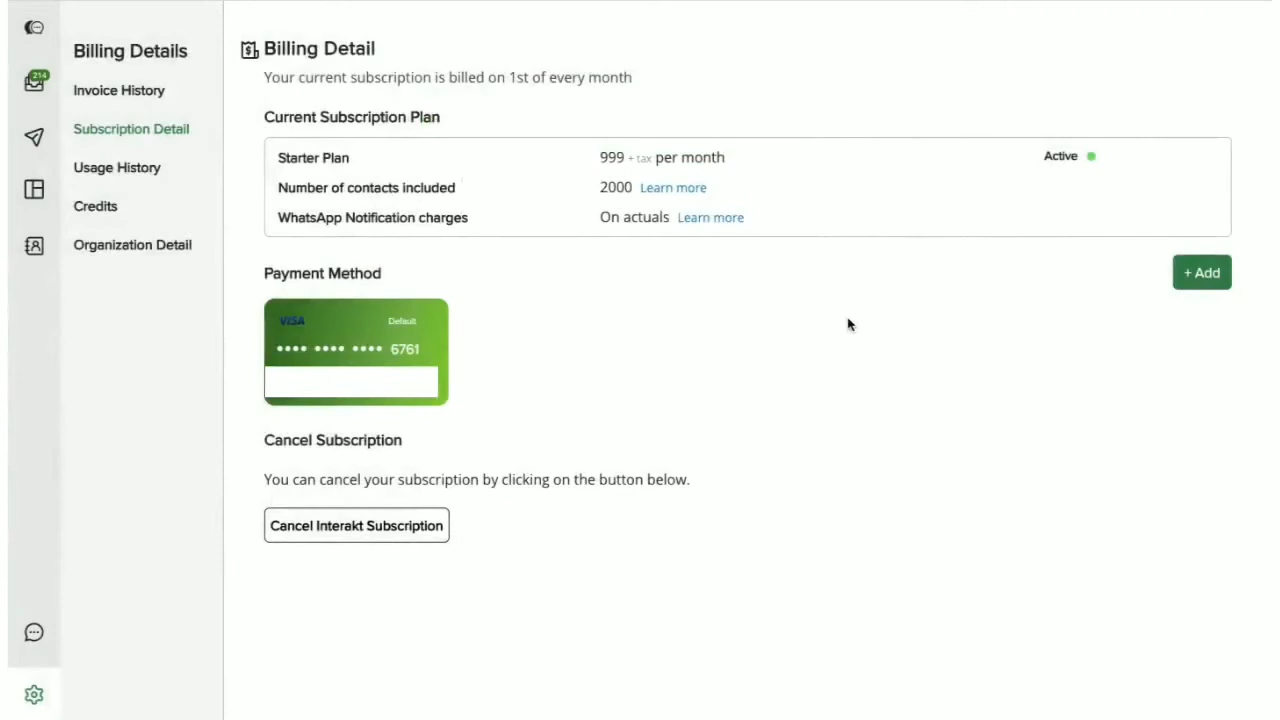 214
Billing Details
Invoice History
Subscription Detail
Usage History
Credits
Organization Detail
Billing Detail
Your current subscription is billed on 1st of every month
Current Subscription Plan
Starter Plan 999 + tax per month Active
Number of contacts included 2000 Learn more
WhatsApp Notification charges On actuals Learn more
Payment Method + Add
VISA Default
•••• •••• •••• 6761
Cancel Subscription
You can cancel your subscription by clicking on the button below.
Cancel Interakt Subscription